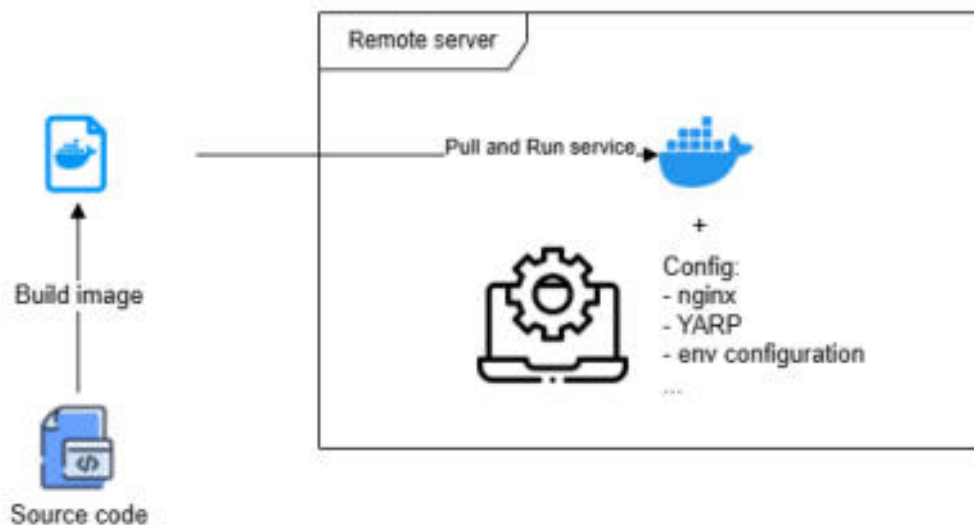 Remote server
Pull and Run service
+
Config:
- nginx
- YARP
- env configuration
...
Build image
</>
Source code